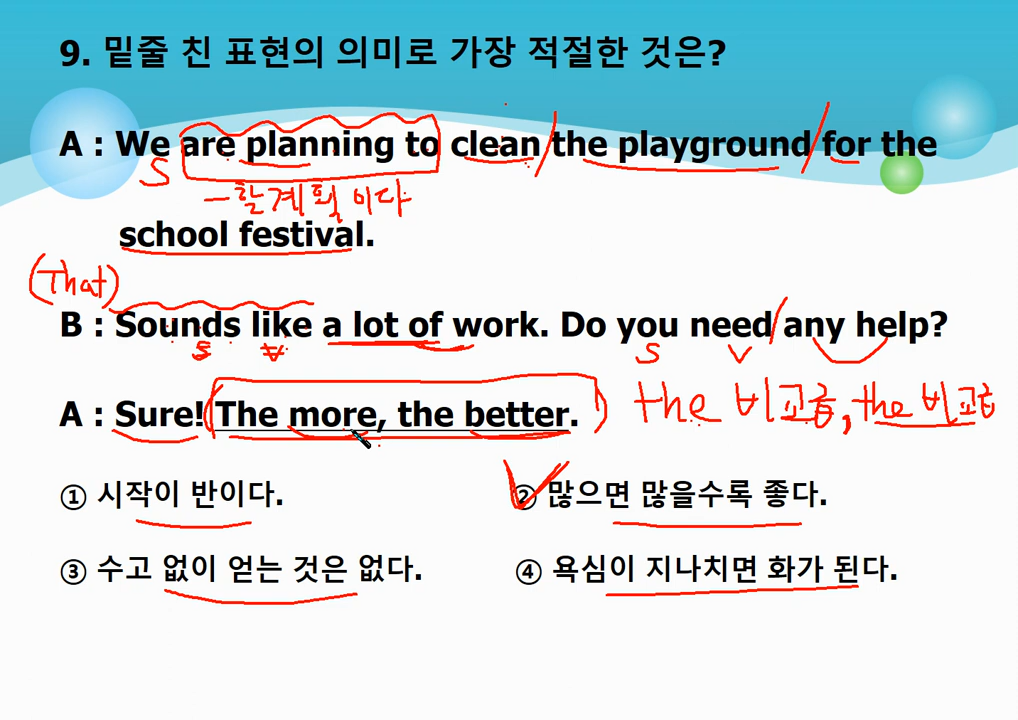 9. 밑줄 친 표현의 의미로 가장 적절한 것은?
A : We are planning to clean the playground for the
S
-할계획이다
school festival.
(That)
B : Sounds like a lot of work. Do you need any help?
S V S V
A : Sure! The more, the better. the 비교급, the 비교급
① 시작이 반이다. ② 많으면 많을수록 좋다.
③ 수고 없이 얻는 것은 없다. ④ 욕심이 지나치면 화가 된다.